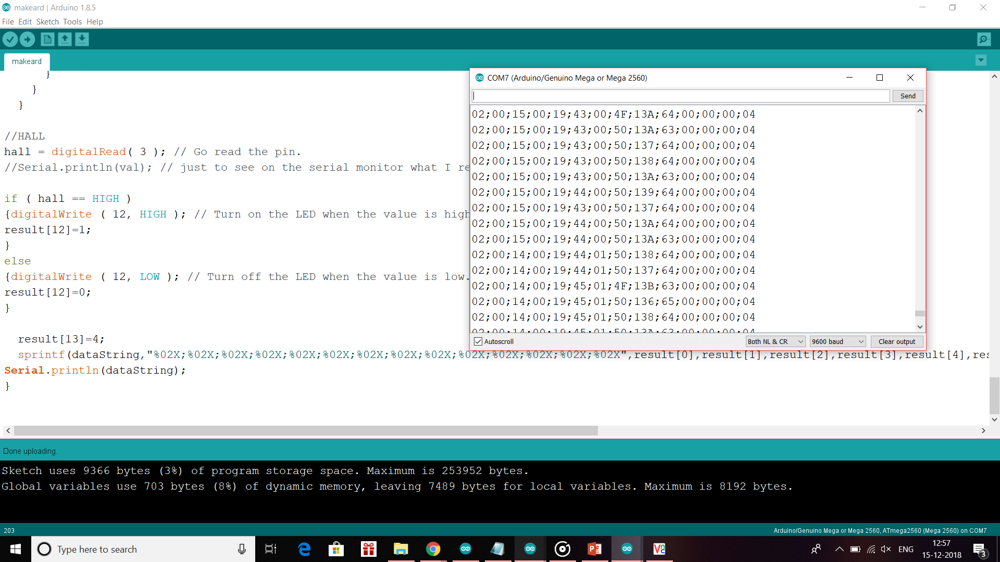 makeard | Arduino 1.8.5
File Edit Sketch Tools Help
makeard
}
}
}
//HALL
hall = digitalRead( 3 ); // Go read the pin.
//Serial.println(val); // just to see on the serial monitor what I re
if ( hall == HIGH )
{digitalWrite ( 12, HIGH ); // Turn on the LED when the value is high
result[12]=1;
}
else
{digitalWrite ( 12, LOW ); // Turn off the LED when the value is low.
result[12]=0;
}
result[13]=4;
sprintf(dataString,"%02X;%02X;%02X;%02X;%02X;%02X;%02X;%02X;%02X;%02X;%02X;%02X;%02X;%02X",result[0],result[1],result[2],result[3],result[4],res
Serial.println(dataString);
}
COM7 (Arduino/Genuino Mega or Mega 2560)
Send
02;00;15;00;19;43;00;4F;13A;64;00;00;00;04
02;00;15;00;19;43;00;50;13A;63;00;00;00;04
02;00;15;00;19;43;00;50;137;64;00;00;00;04
02;00;15;00;19;43;00;50;138;64;00;00;00;04
02;00;15;00;19;43;00;50;13A;63;00;00;00;04
02;00;15;00;19;44;00;50;139;64;00;00;00;04
02;00;15;00;19;43;00;50;137;64;00;00;00;04
02;00;15;00;19;44;00;50;13A;64;00;00;00;04
02;00;15;00;19;44;00;50;13A;63;00;00;00;04
02;00;14;00;19;44;01;50;138;64;00;00;00;04
02;00;14;00;19;44;01;50;137;64;00;00;00;04
02;00;14;00;19;45;01;4F;13B;63;00;00;00;04
02;00;14;00;19;45;01;50;136;65;00;00;00;04
02;00;14;00;19;45;01;50;138;64;00;00;00;04
02;00;14;00;19;45;01;50;13A;63;00;00;00;04
Autoscroll
Both NL & CR
9600 baud
Clear output
Done uploading.
Sketch uses 9366 bytes (3%) of program storage space. Maximum is 253952 bytes.
Global variables use 703 bytes (8%) of dynamic memory, leaving 7489 bytes for local variables. Maximum is 8192 bytes.
203
Arduino/Genuino Mega or Mega 2560, ATmega2560 (Mega 2560) on COM7
Type here to search
ENG
12:57
15-12-2018
3